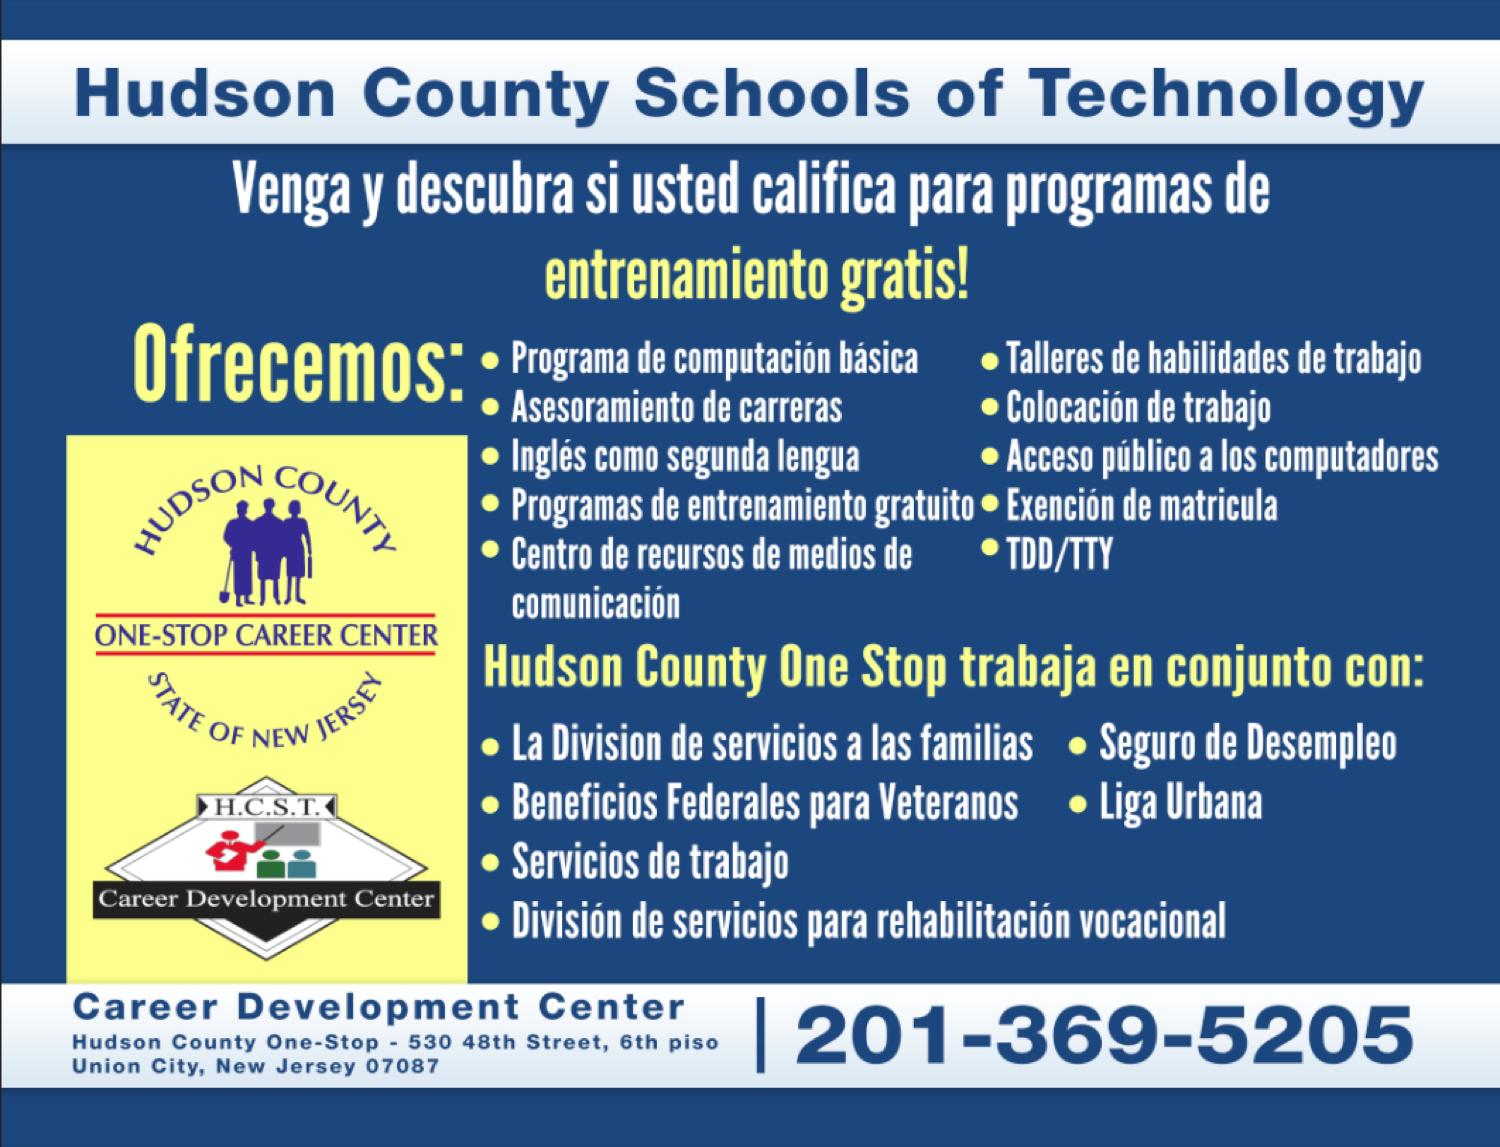 Hudson County Schools of Technology
Venga y descubra si usted califica para programas de
entrenamiento gratis!
Ofrecemos:
• Programa de computación básica
• Asesoramiento de carreras
• Inglés como segunda lengua
• Programas de entrenamiento gratuito
• Centro de recursos de medios de
comunicación
• Talleres de habilidades de trabajo
• Colocación de trabajo
• Acceso público a los computadores
• Exención de matricula
• TDD/TTY
HUDSON COUNTY
ONE-STOP CAREER CENTER
STATE OF NEW JERSEY
H.C.S.T.
Career Development Center
Hudson County One Stop trabaja en conjunto con:
• La Division de servicios a las familias
• Beneficios Federales para Veteranos
• Servicios de trabajo
• División de servicios para rehabilitación vocacional
• Seguro de Desempleo
• Liga Urbana
Career Development Center
Hudson County One-Stop - 530 48th Street, 6th piso
Union City, New Jersey 07087
201-369-5205